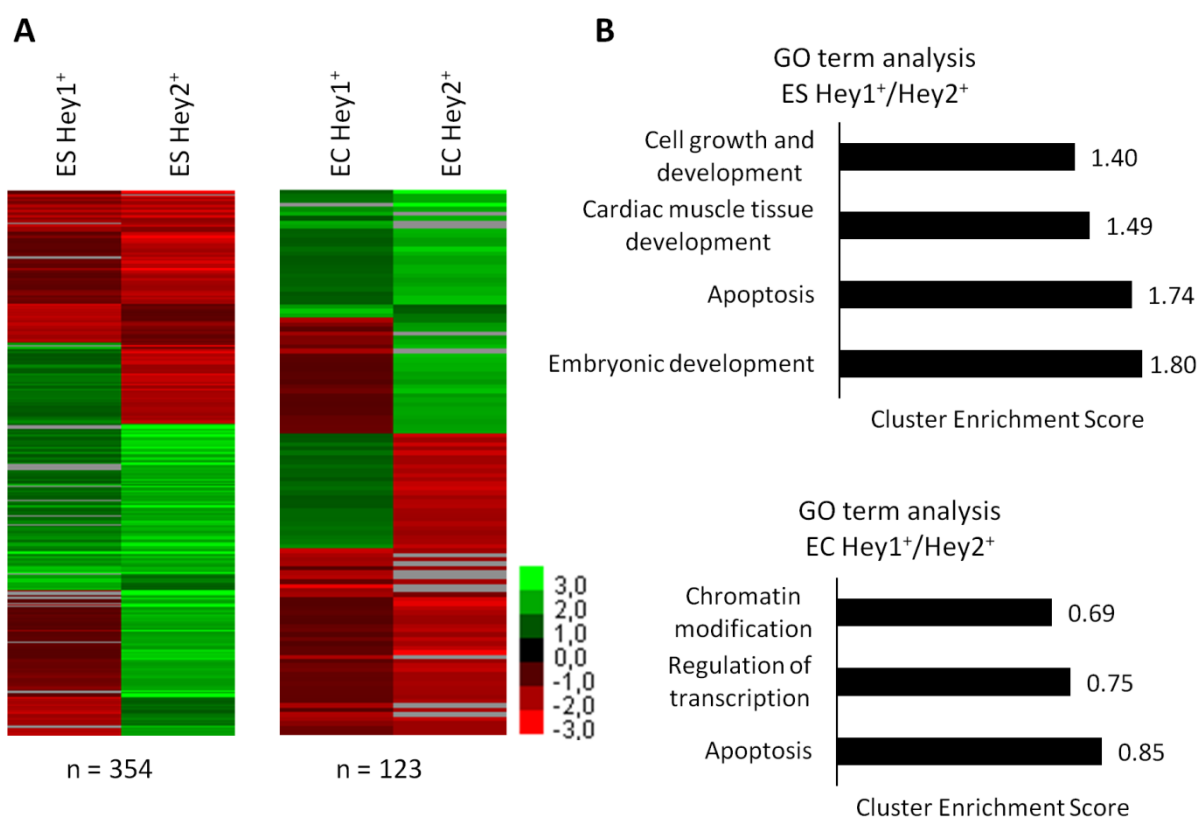 A
ES Hey1⁺
ES Hey2⁺
EC Hey1⁺
EC Hey2⁺
3,0
2,0
1,0
0,0
-1,0
-2,0
-3,0
n = 354
n = 123
B
GO term analysis
ES Hey1⁺/Hey2⁺
Cell growth and
development
1.40
Cardiac muscle tissue
development
1.49
Apoptosis
1.74
Embryonic development
1.80
Cluster Enrichment Score
GO term analysis
EC Hey1⁺/Hey2⁺
Chromatin
modification
0.69
Regulation of
transcription
0.75
Apoptosis
0.85
Cluster Enrichment Score